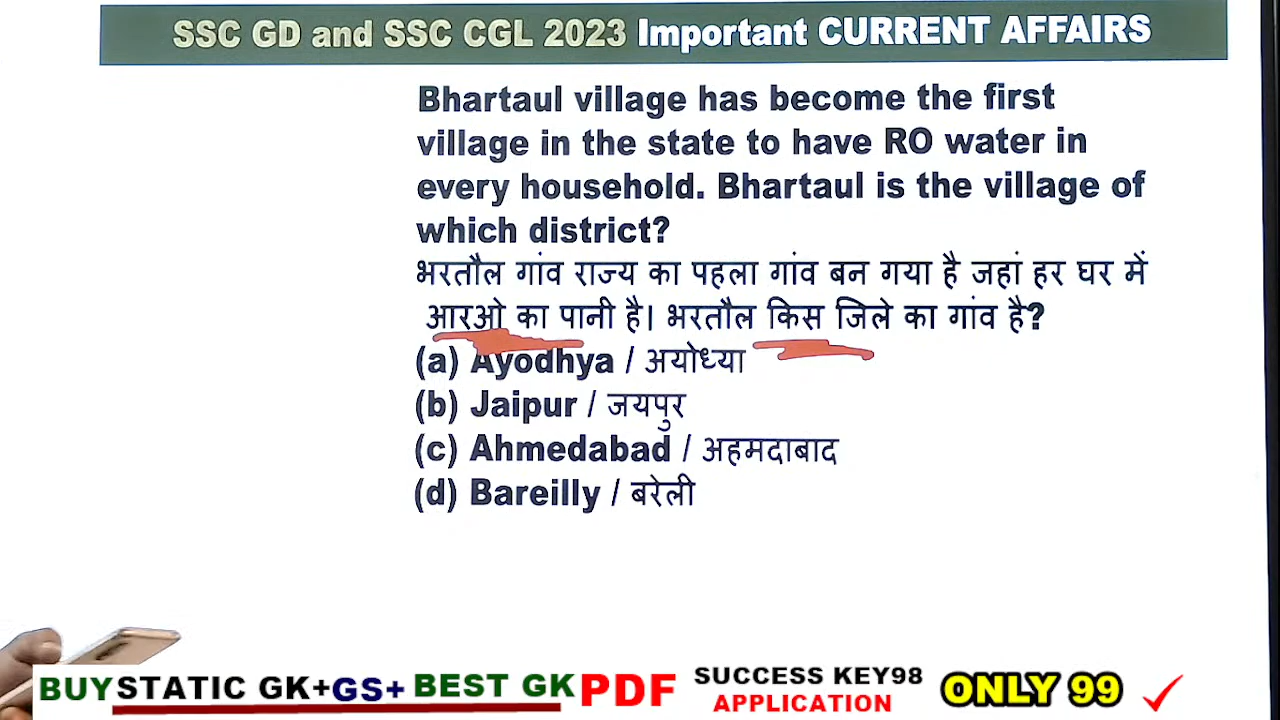 SSC GD and SSC CGL 2023 Important CURRENT AFFAIRS
Bhartaul village has become the first
village in the state to have RO water in
every household. Bhartaul is the village of
which district?
भरतौल गांव राज्य का पहला गांव बन गया है जहां हर घर में
आरओ का पानी है। भरतौल किस जिले का गांव है?
(a) Ayodhya / अयोध्या
(b) Jaipur / जयपुर
(c) Ahmedabad / अहमदाबाद
(d) Bareilly / बरेली
BUY STATIC GK+GS+ BEST GK PDF SUCCESS KEY98 APPLICATION ONLY 99